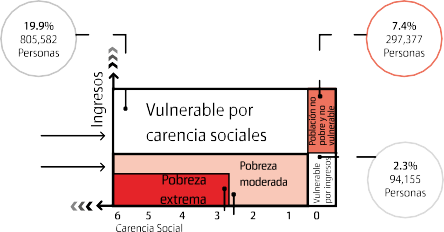 19.9%
805,582
Personas
7.4%
297,377
Personas
Ingresos
Vulnerable por
carencia sociales
Población no
pobre y no
vulnerable
Pobreza
moderada
Pobreza
extrema
Vulnerable
por ingresos
2.3%
94,155
Personas
6 5 4 3 2 1 0
Carencia Social